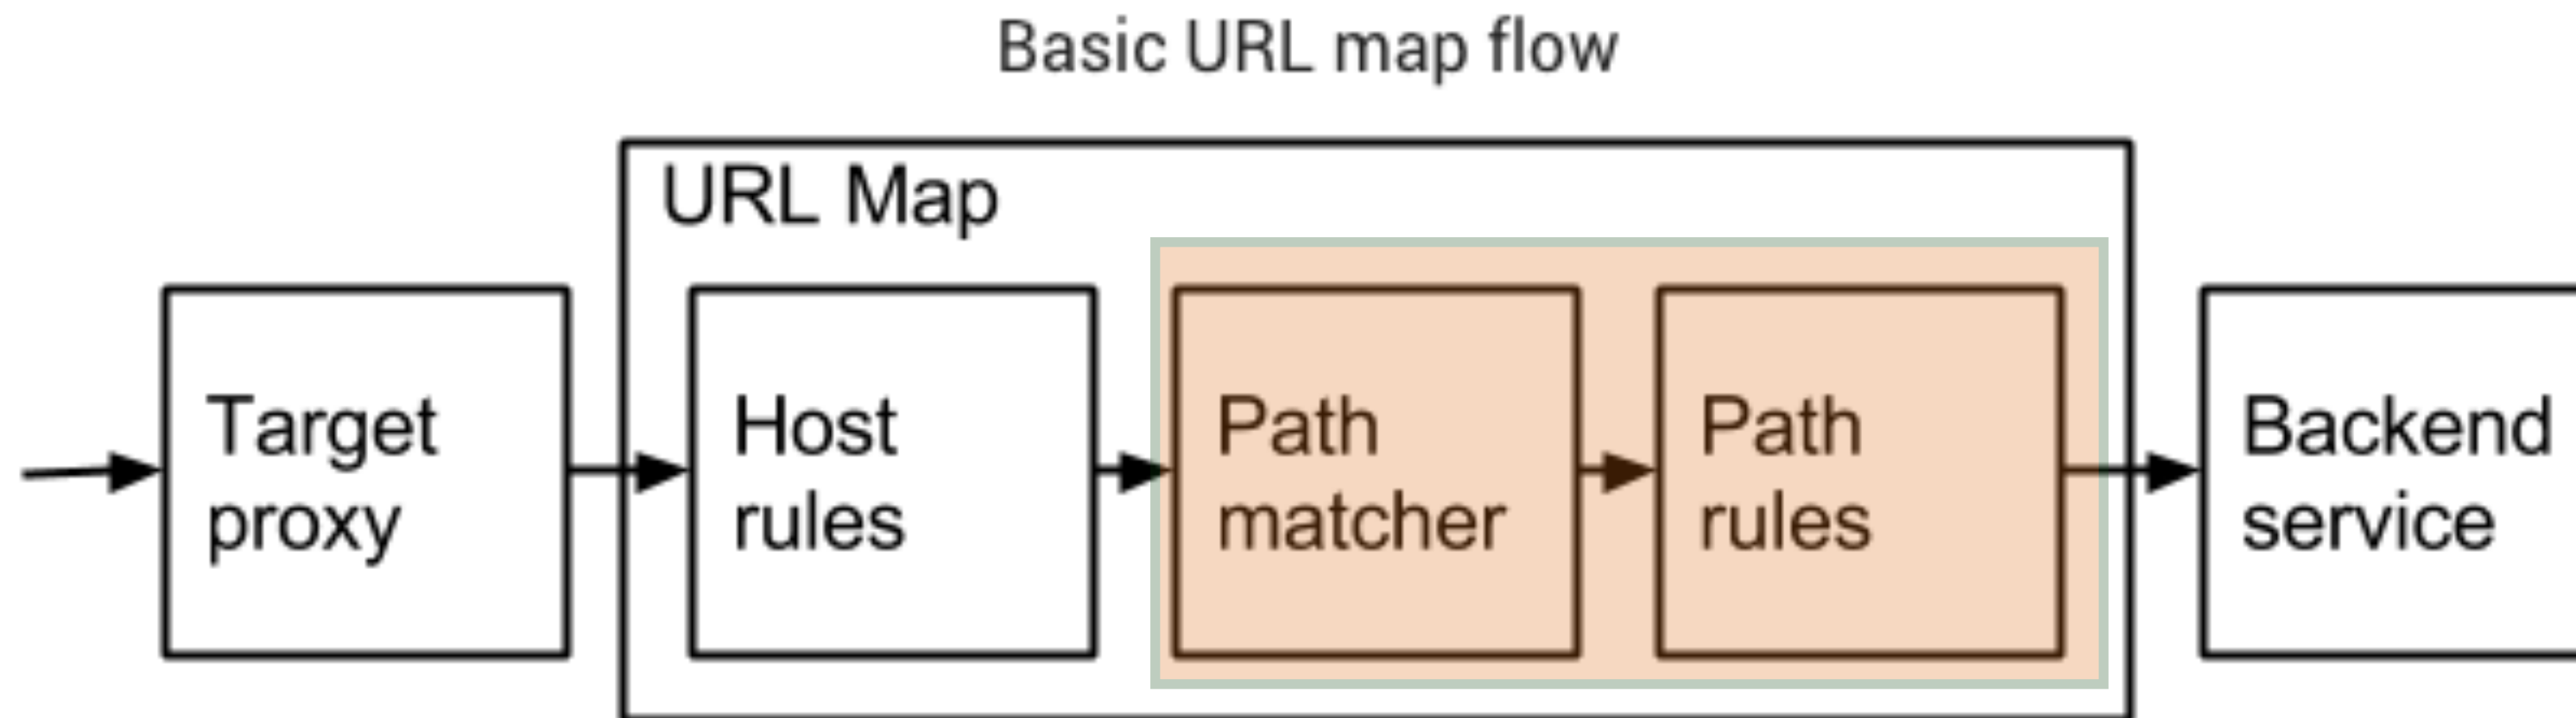 Basic URL map flow
URL Map
Target
proxy
Host
rules
Path
matcher
Path
rules
Backend
service